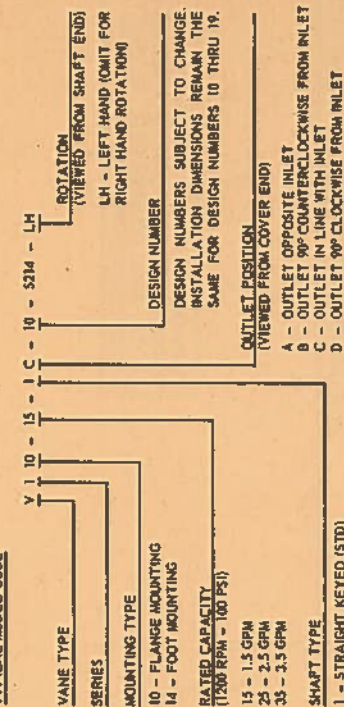 V 1 10 - 15 - 1 C - 10 - S214 - LH
VANE TYPE
SERIES
MOUNTING TYPE
10 - FLANGE MOUNTING
14 - FOOT MOUNTING
RATED CAPACITY
(1200 RPM - 100 PSI)
15 - 1.5 GPM
25 - 2.5 GPM
35 - 3.5 GPM
SHAFT TYPE
1 - STRAIGHT KEYED (STD)
ROTATION
(VIEWED FROM SHAFT END)
LH - LEFT HAND (OMIT FOR
RIGHT HAND ROTATION)
DESIGN NUMBER
DESIGN NUMBERS SUBJECT TO CHANGE.
INSTALLATION DIMENSIONS REMAIN THE
SAME FOR DESIGN NUMBERS 10 THRU 19.
OUTLET POSITION
(VIEWED FROM COVER END)
A - OUTLET OPPOSITE INLET
B - OUTLET 90° COUNTERCLOCKWISE FROM INLET
C - OUTLET IN LINE WITH INLET
D - OUTLET 90° CLOCKWISE FROM INLET